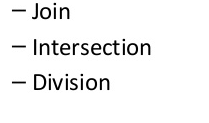 – Join
– Intersection
– Division